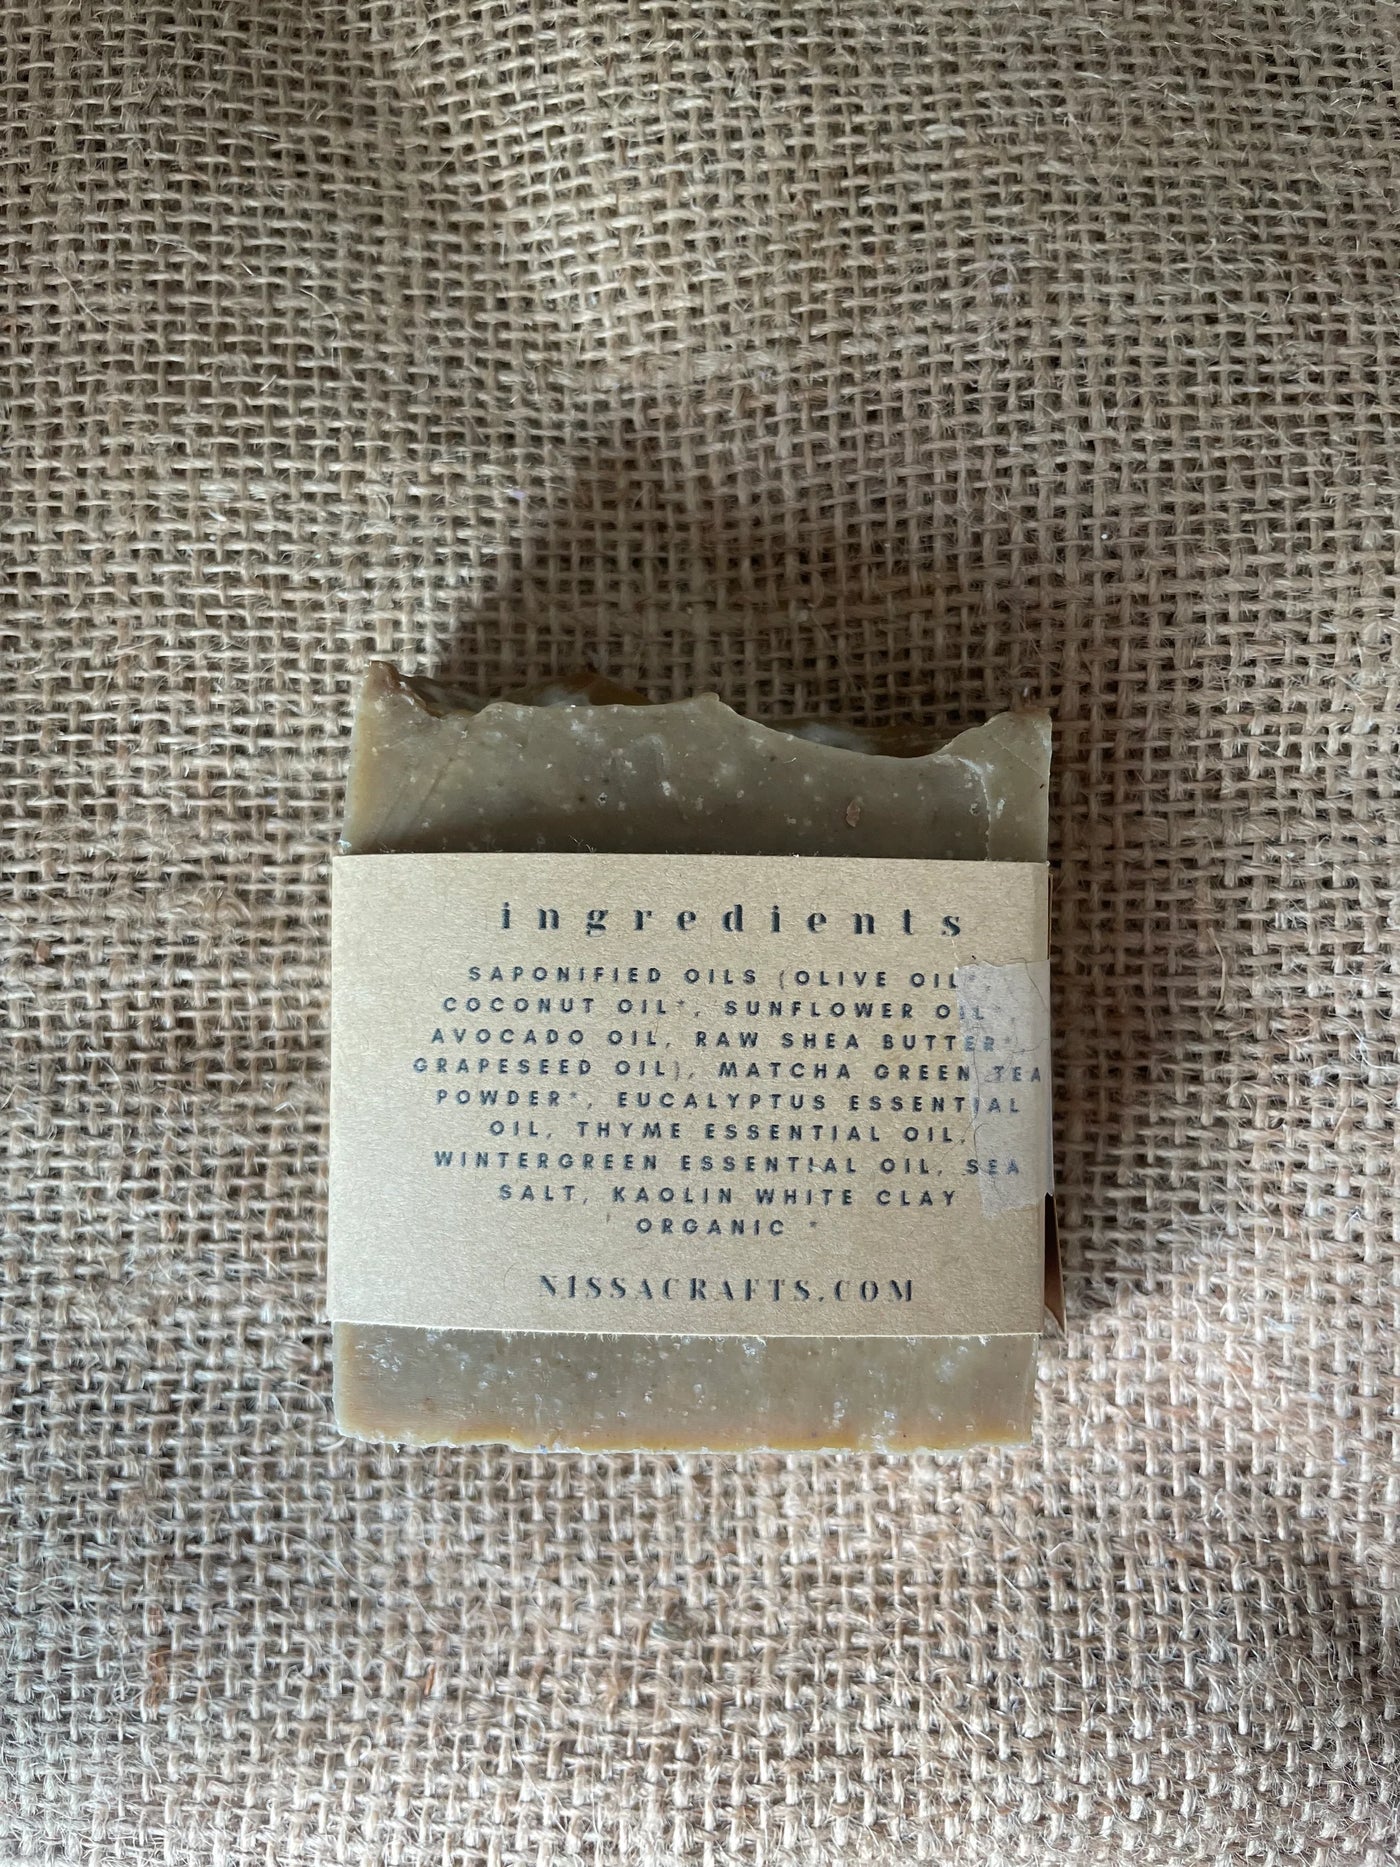 ingredients
SAPONIFIED OILS (OLIVE OIL*,
COCONUT OIL*, SUNFLOWER OIL*,
AVOCADO OIL, RAW SHEA BUTTER*
GRAPESEED OIL), MATCHA GREEN TEA
POWDER*, EUCALYPTUS ESSENTIAL
OIL, THYME ESSENTIAL OIL,
WINTERGREEN ESSENTIAL OIL, SEA
SALT, KAOLIN WHITE CLAY
' ORGANIC *
N1SSACRAFTS.COM